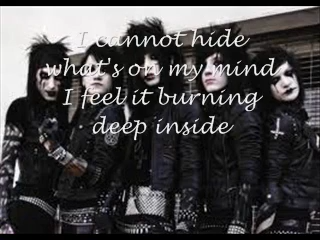 I cannot hide
what's on my mind
I feel it burning
deep inside